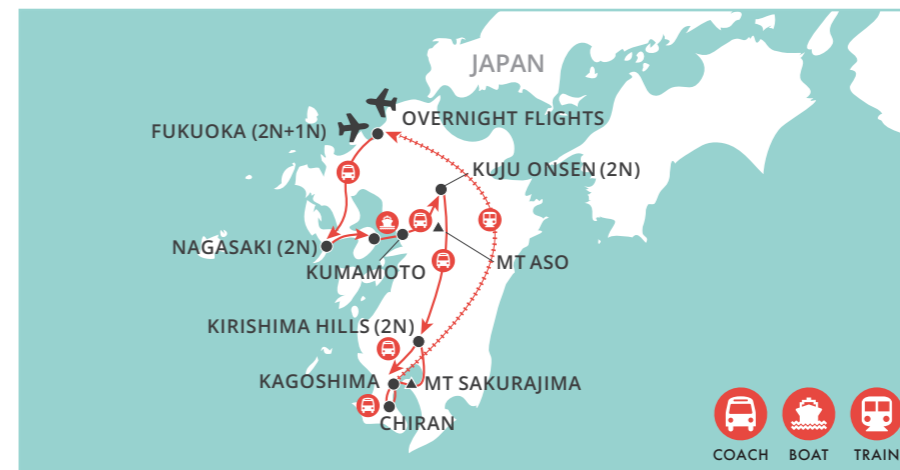 JAPAN
OVERNIGHT FLIGHTS
FUKUOKA (2N+1N)
KUJU ONSEN (2N)
NAGASAKI (2N)
KUMAMOTO
MT ASO
KIRISHIMA HILLS (2N)
KAGOSHIMA
MT SAKURAJIMA
CHIRAN
COACH BOAT TRAIN